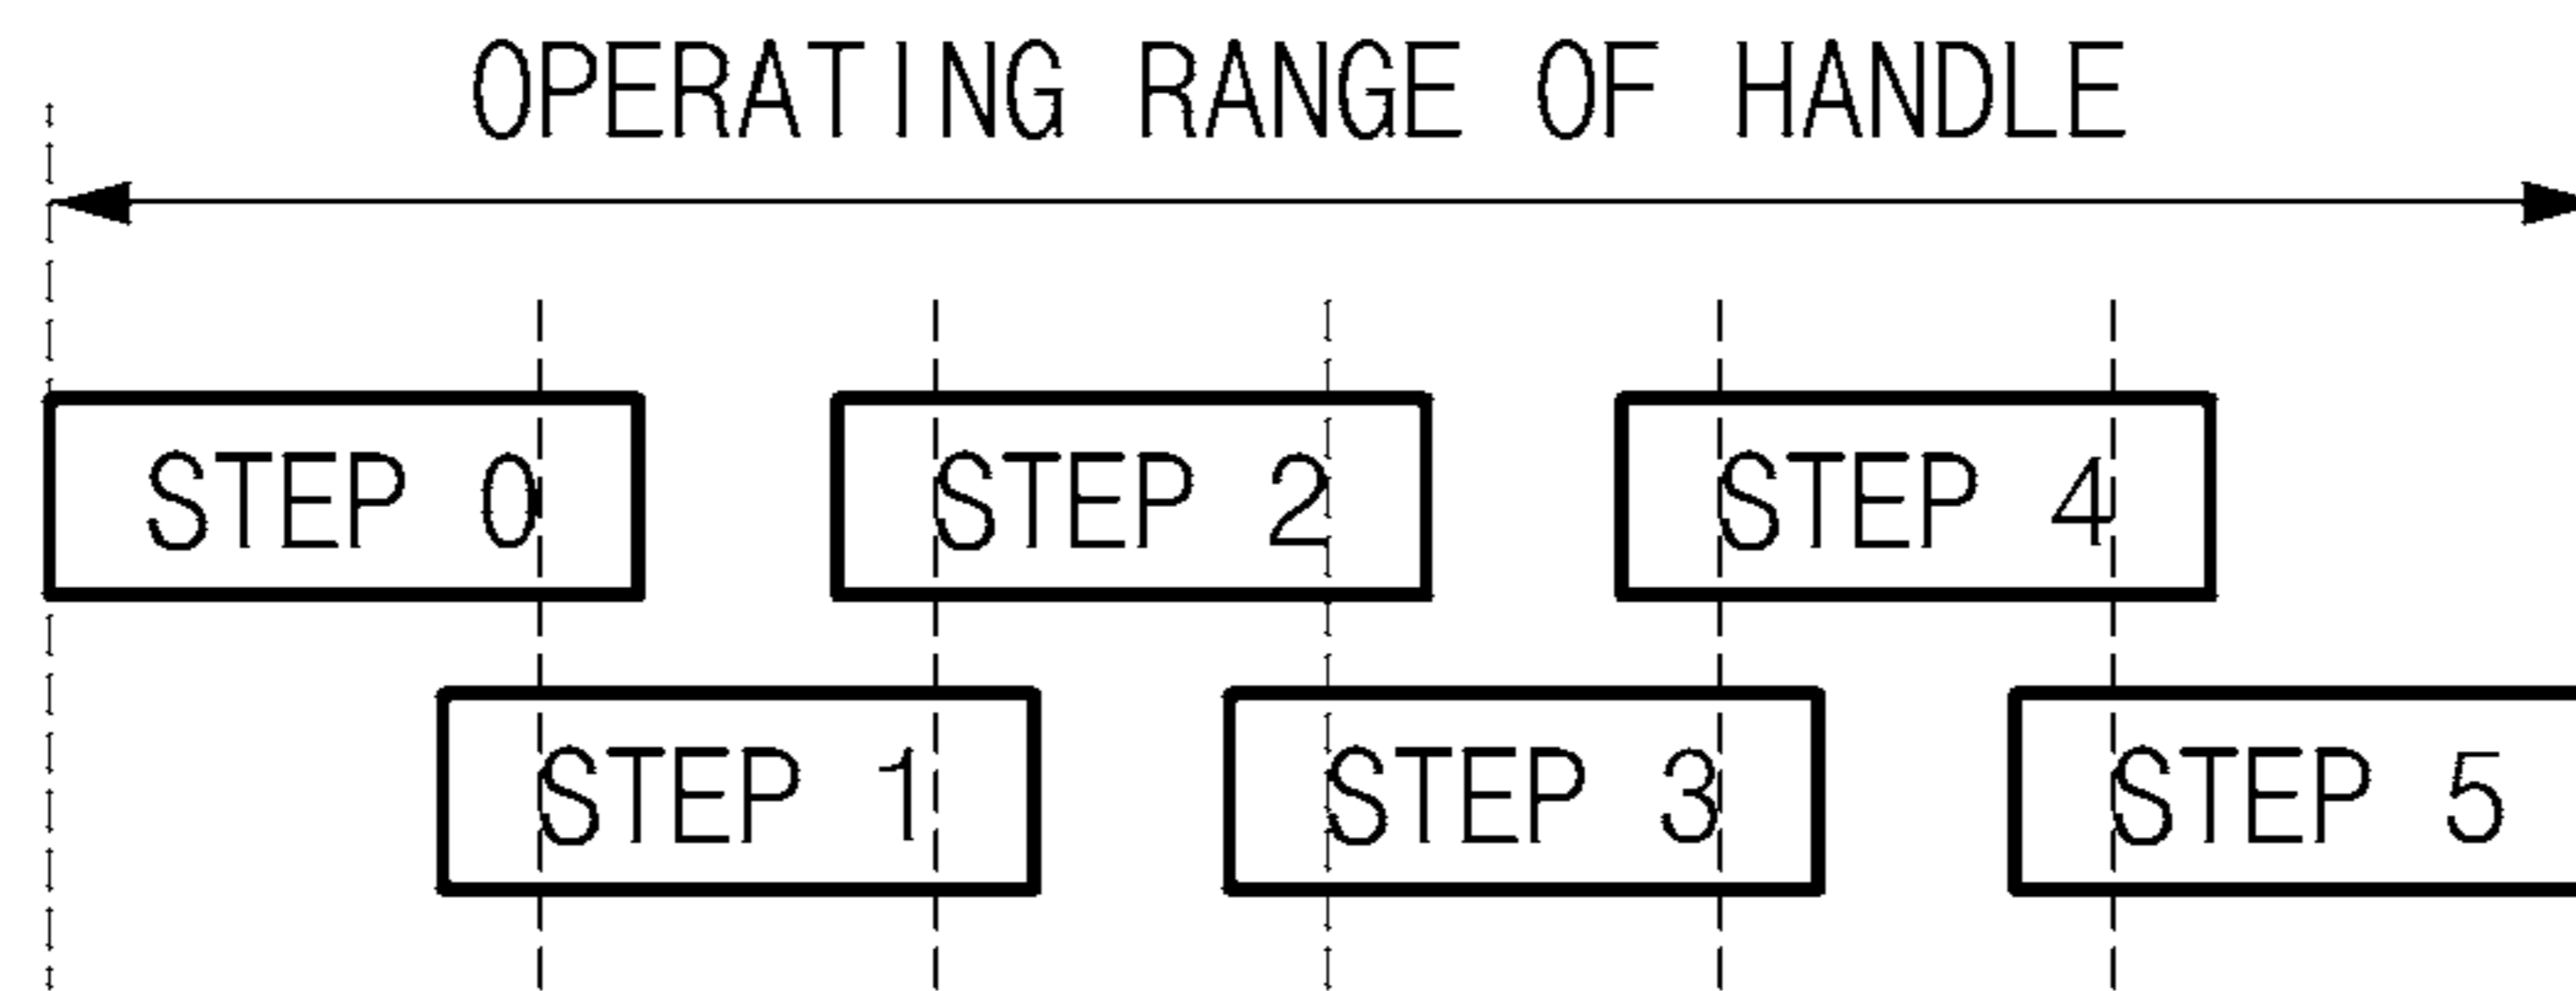 OPERATING RANGE OF HANDLE
STEP 0 STEP 2 STEP 4
STEP 1 STEP 3 STEP 5